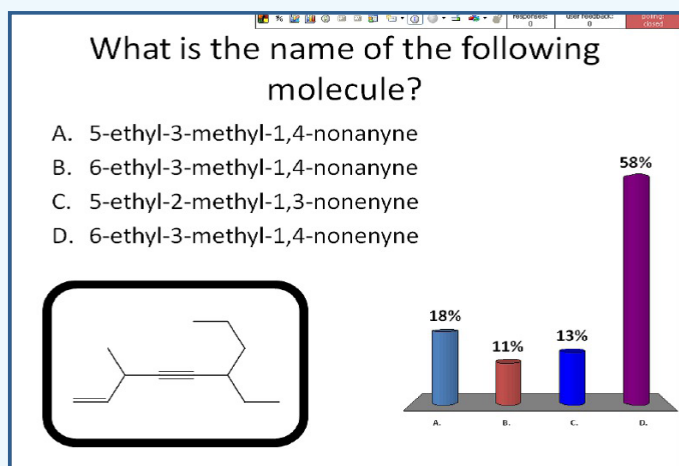 responses:
0
user feedback:
0
polling:
closed
What is the name of the following
molecule?
A. 5-ethyl-3-methyl-1,4-nonanyne
B. 6-ethyl-3-methyl-1,4-nonanyne
C. 5-ethyl-2-methyl-1,3-nonenyne
D. 6-ethyl-3-methyl-1,4-nonenyne
58%
18%
11%
13%
A.
B.
C.
D.